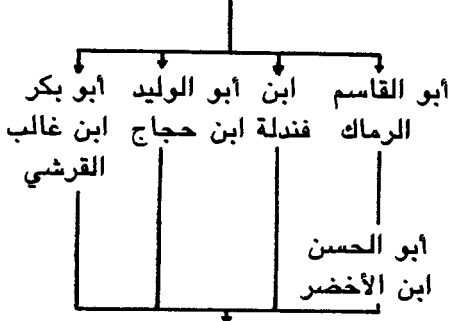 أبو القاسم ابن أبو الوليد أبو بكر
الرماك فندلة ابن حجاج ابن غالب
القرشي
أبو الحسن
ابن الأخضر